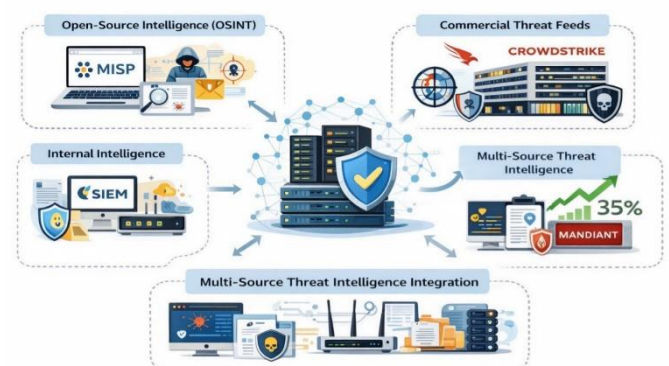 Open-Source Intelligence (OSINT)
MISP
Commercial Threat Feeds
CROWDSTRIKE
Internal Intelligence
SIEM
Multi-Source Threat
Intelligence
35%
MANDIANT
Multi-Source Threat Intelligence Integration